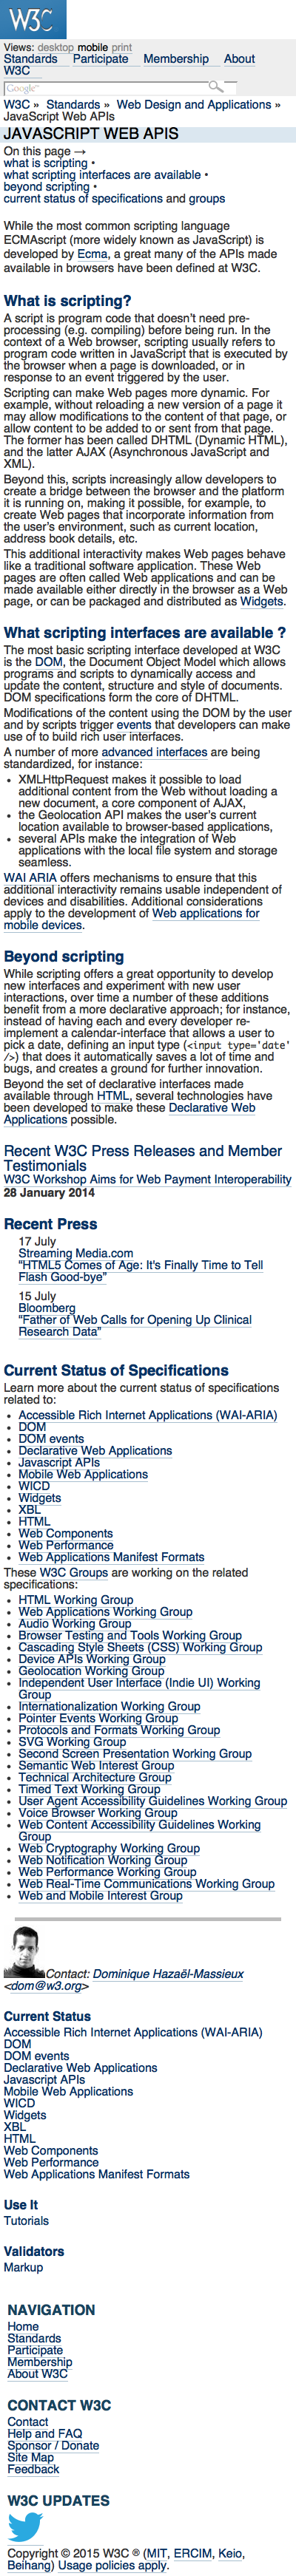 W3C
Views: desktop mobile print
Standards Participate Membership About
W3C
Google™
W3C » Standards » Web Design and Applications »
JavaScript Web APIs
JAVASCRIPT WEB APIS
On this page →
what is scripting •
what scripting interfaces are available •
beyond scripting •
current status of specifications and groups
While the most common scripting language
ECMAscript (more widely known as JavaScript) is
developed by Ecma, a great many of the APIs made
available in browsers have been defined at W3C.
What is scripting?
A script is program code that doesn’t need pre-
processing (e.g. compiling) before being run. In the
context of a Web browser, scripting usually refers to
program code written in JavaScript that is executed by
the browser when a page is downloaded, or in
response to an event triggered by the user.
Scripting can make Web pages more dynamic. For
example, without reloading a new version of a page it
may allow modifications to the content of that page, or
allow content to be added to or sent from that page.
The former has been called DHTML (Dynamic HTML),
and the latter AJAX (Asynchronous JavaScript and
XML).
Beyond this, scripts increasingly allow developers to
create a bridge between the browser and the platform
it is running on, making it possible, for example, to
create Web pages that incorporate information from
the user’s environment, such as current location,
address book details, etc.
This additional interactivity makes Web pages behave
like a traditional software application. These Web
pages are often called Web applications and can be
made available either directly in the browser as a Web
page, or can be packaged and distributed as Widgets.
What scripting interfaces are available ?
The most basic scripting interface developed at W3C
is the DOM, the Document Object Model which allows
programs and scripts to dynamically access and
update the content, structure and style of documents.
DOM specifications form the core of DHTML.
Modifications of the content using the DOM by the user
and by scripts trigger events that developers can make
use of to build rich user interfaces.
A number of more advanced interfaces are being
standardized, for instance:
• XMLHttpRequest makes it possible to load
additional content from the Web without loading a
new document, a core component of AJAX,
• the Geolocation API makes the user’s current
location available to browser-based applications,
• several APIs make the integration of Web
applications with the local file system and storage
seamless.
WAI ARIA offers mechanisms to ensure that this
additional interactivity remains usable independent of
devices and disabilities. Additional considerations
apply to the development of Web applications for
mobile devices.
Beyond scripting
While scripting offers a great opportunity to develop
new interfaces and experiment with new user
interactions, over time a number of these additions
benefit from a more declarative approach; for instance,
instead of having each and every developer re-
implement a calendar-interface that allows a user to
pick a date, defining an input type (<input type='date'
/>) that does it automatically saves a lot of time and
bugs, and creates a ground for further innovation.
Beyond the set of declarative interfaces made
available through HTML, several technologies have
been developed to make these Declarative Web
Applications possible.
Recent W3C Press Releases and Member
Testimonials
W3C Workshop Aims for Web Payment Interoperability
28 January 2014
Recent Press
17 July
Streaming Media.com
“HTML5 Comes of Age: It's Finally Time to Tell
Flash Good-bye”
15 July
Bloomberg
“Father of Web Calls for Opening Up Clinical
Research Data”
Current Status of Specifications
Learn more about the current status of specifications
related to:
• Accessible Rich Internet Applications (WAI-ARIA)
• DOM
• DOM events
• Declarative Web Applications
• Javascript APIs
• Mobile Web Applications
• WICD
• Widgets
• XBL
• HTML
• Web Components
• Web Performance
• Web Applications Manifest Formats
These W3C Groups are working on the related
specifications:
• HTML Working Group
• Web Applications Working Group
• Audio Working Group
• Browser Testing and Tools Working Group
• Cascading Style Sheets (CSS) Working Group
• Device APIs Working Group
• Geolocation Working Group
• Independent User Interface (Indie UI) Working
Group
• Internationalization Working Group
• Pointer Events Working Group
• Protocols and Formats Working Group
• SVG Working Group
• Second Screen Presentation Working Group
• Semantic Web Interest Group
• Technical Architecture Group
• Timed Text Working Group
• User Agent Accessibility Guidelines Working Group
• Voice Browser Working Group
• Web Content Accessibility Guidelines Working
Group
• Web Cryptography Working Group
• Web Notification Working Group
• Web Performance Working Group
• Web Real-Time Communications Working Group
• Web and Mobile Interest Group
Contact: Dominique Hazaël-Massieux
<dom@w3.org>
Current Status
Accessible Rich Internet Applications (WAI-ARIA)
DOM
DOM events
Declarative Web Applications
Javascript APIs
Mobile Web Applications
WICD
Widgets
XBL
HTML
Web Components
Web Performance
Web Applications Manifest Formats
Use It
Tutorials
Validators
Markup
NAVIGATION
Home
Standards
Participate
Membership
About W3C
CONTACT W3C
Contact
Help and FAQ
Sponsor / Donate
Site Map
Feedback
W3C UPDATES
Copyright © 2015 W3C ® (MIT, ERCIM, Keio,
Beihang) Usage policies apply.